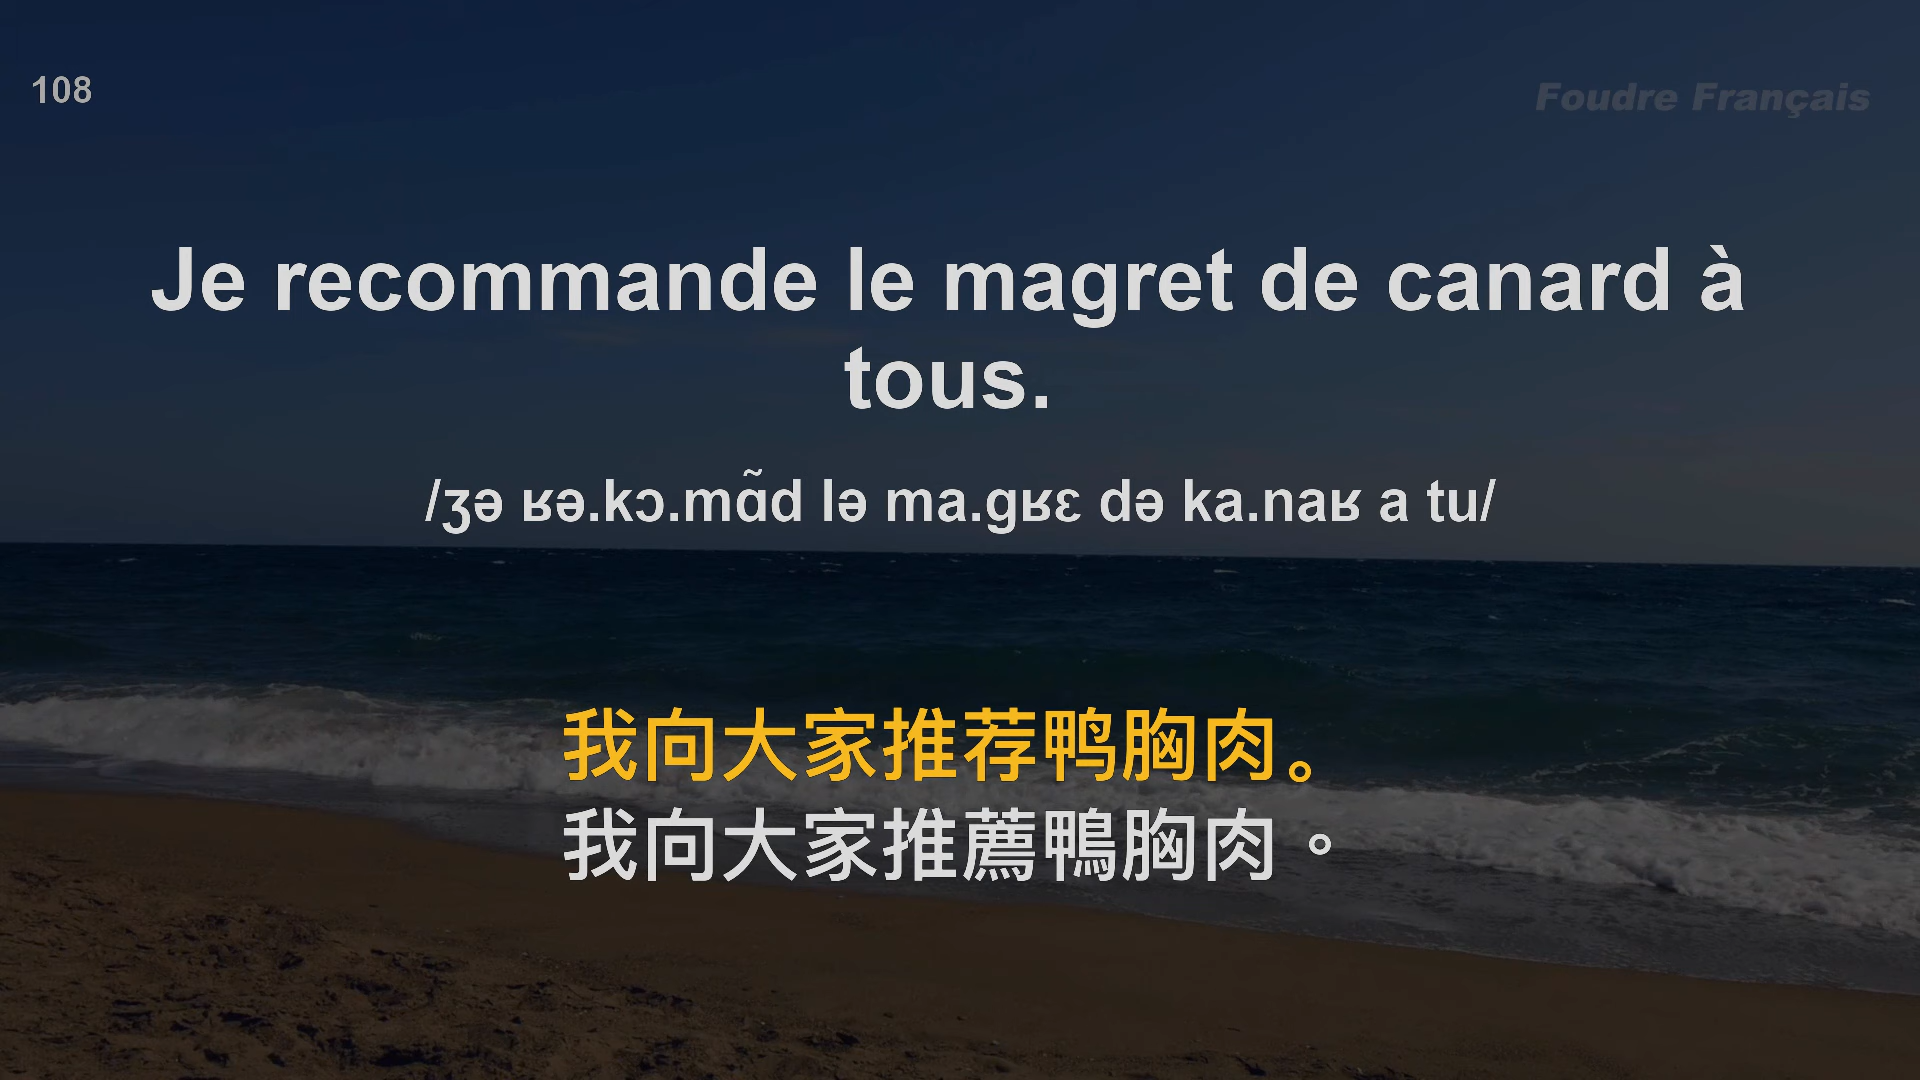 108
Foudre Français
Je recommande le magret de canard à
tous.
/ʒə ʁə.kɔ.mɑ̃d lə ma.gʁɛ də ka.naʁ a tu/
我向大家推荐鸭胸肉。
我向大家推薦鴨胸肉。